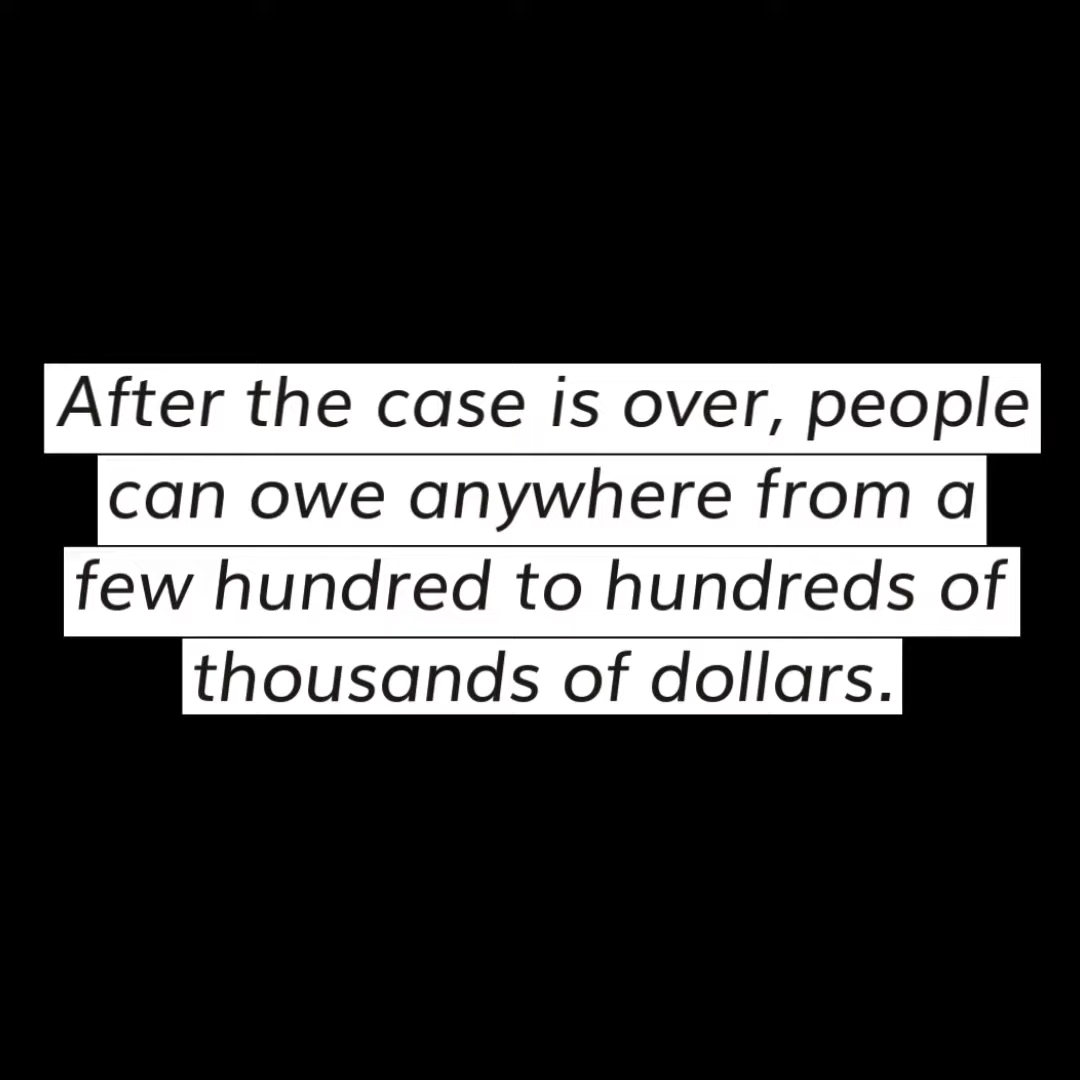 After the case is over, people
can owe anywhere from a
few hundred to hundreds of
thousands of dollars.